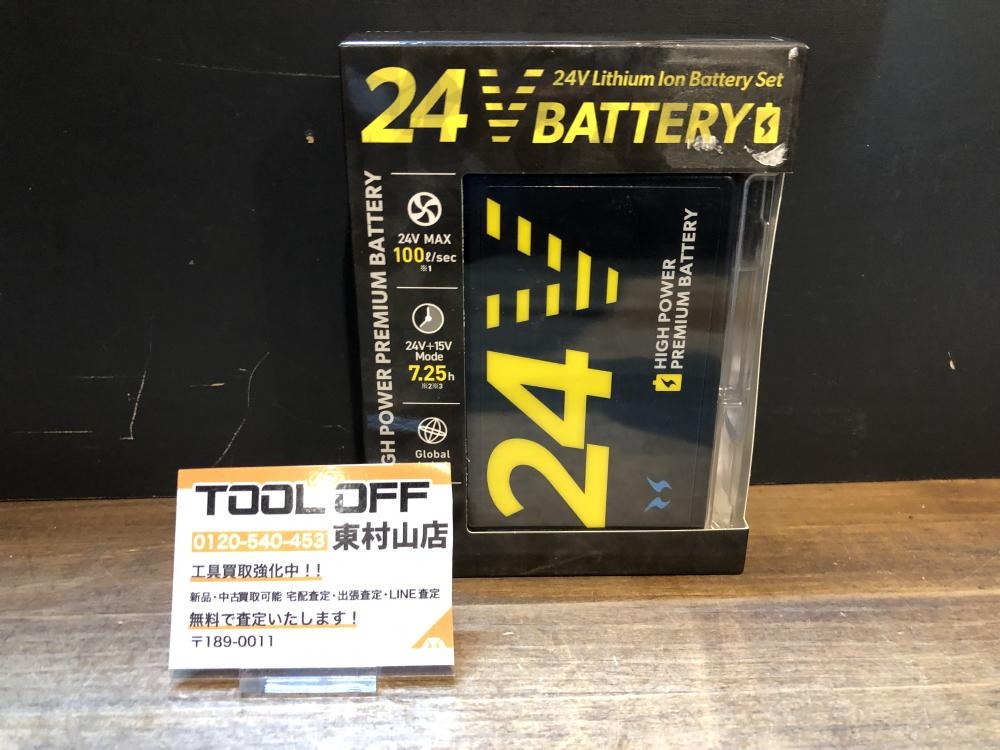 24V
24V Lithium Ion Battery Set
BATTERY
GH POWER PREMIUM BATTERY
24V MAX
100ℓ/sec
※1
24V+15V
Mode
7.25h
※2※3
Global
24V
HIGH POWER
PREMIUM BATTERY
TOOL OFF
0120-540-453 東村山店
工具買取強化中!!
新品・中古買取可能 宅配査定・出張査定・LINE査定
無料で査定いたします!
〒189-0011